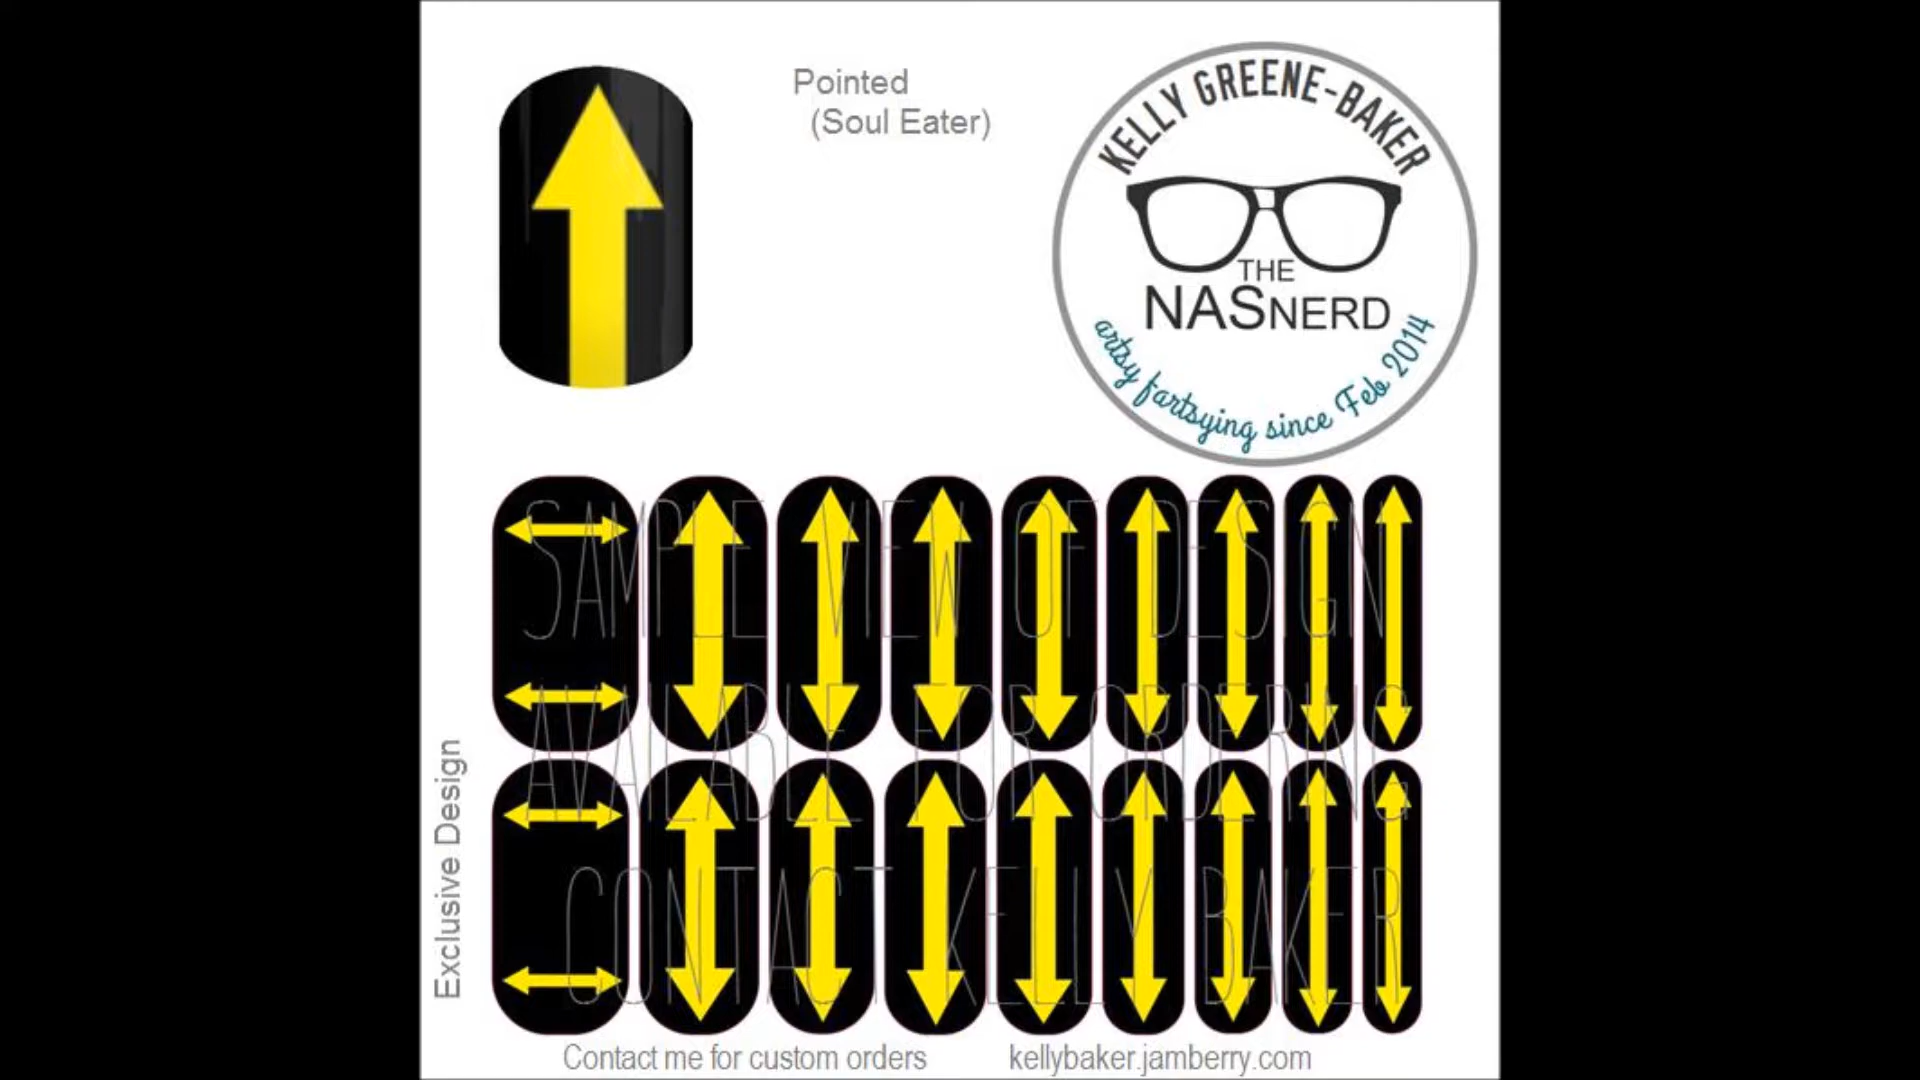 Pointed
(Soul Eater)
KELLY GREENE-BAKER
THE
NASNERD
artsy fartsying since Feb 2014
SAMPLE VIEW OF DESIGN
AVAILABLE FOR ORDERING
CONTACT KELLY BAKER
Exclusive Design
Contact me for custom orders
kellybaker.jamberry.com